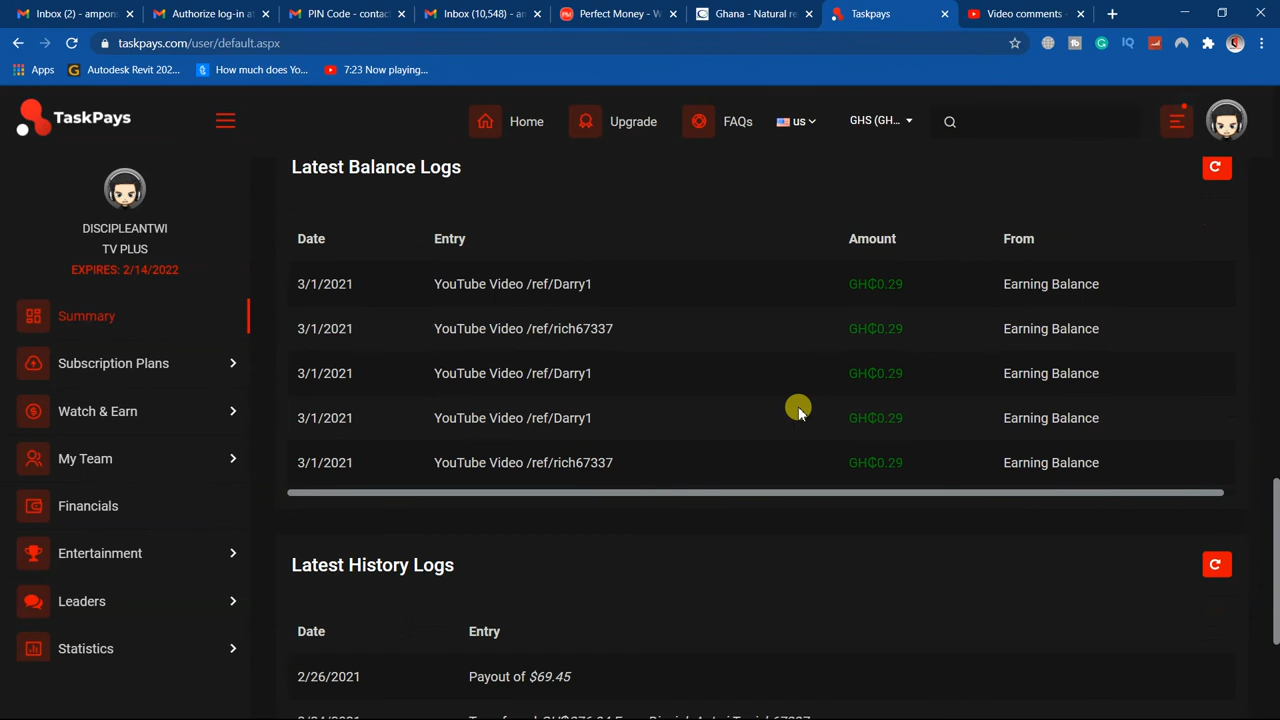 Inbox (2) - ampons
Authorize log-in at
PIN Code - contac
Inbox (10,548) - an
Perfect Money - W
Ghana - Natural re
Taskpays
Video comments -
taskpays.com/user/default.aspx
Apps
Autodesk Revit 202...
How much does Yo...
7:23 Now playing...
TaskPays
Home
Upgrade
FAQs
us
GHS (GH...
DISCIPLEANTWI
TV PLUS
EXPIRES: 2/14/2022
Summary
Subscription Plans
Watch & Earn
My Team
Financials
Entertainment
Leaders
Statistics
Latest Balance Logs
Date Entry Amount From
3/1/2021 YouTube Video /ref/Darry1 GH₵0.29 Earning Balance
3/1/2021 YouTube Video /ref/rich67337 GH₵0.29 Earning Balance
3/1/2021 YouTube Video /ref/Darry1 GH₵0.29 Earning Balance
3/1/2021 YouTube Video /ref/Darry1 GH₵0.29 Earning Balance
3/1/2021 YouTube Video /ref/rich67337 GH₵0.29 Earning Balance
Latest History Logs
Date Entry
2/26/2021 Payout of $69.45